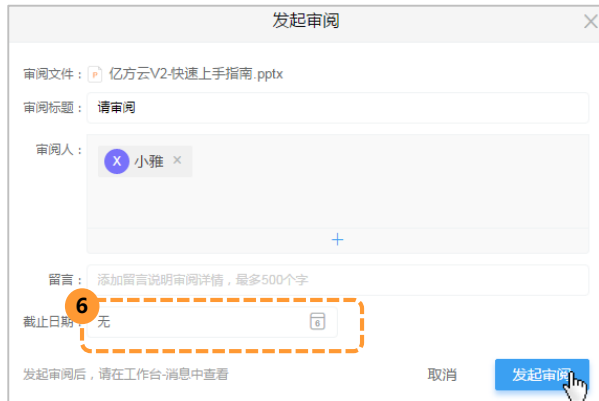 发起审阅
审阅文件： P 亿方云V2-快速上手指南.pptx
审阅标题： 请审阅
审阅人：
X 小雅 ×
+
留言： 添加留言说明审阅详情，最多500个字
6
截止日期： 无 6
发起审阅后，请在工作台-消息中查看 取消 发起审阅